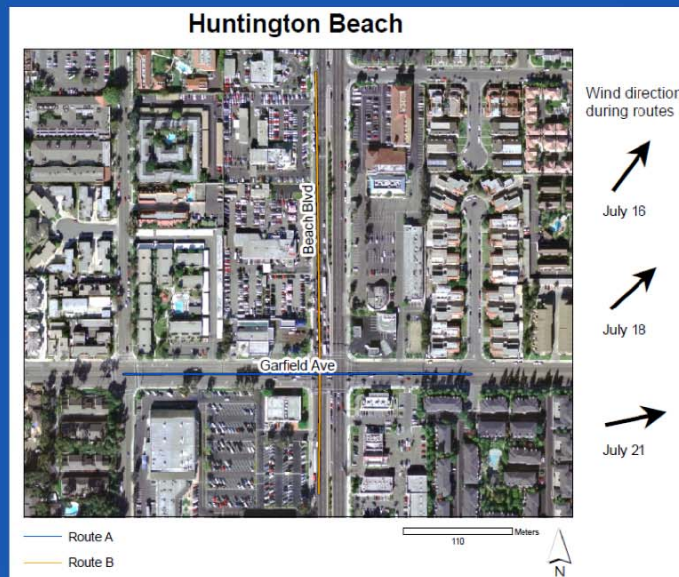 Huntington Beach
Wind direction
during routes
July 16
Beach Blvd
July 18
Garfield Ave
July 21
Route A
Route B
Meters
110
N